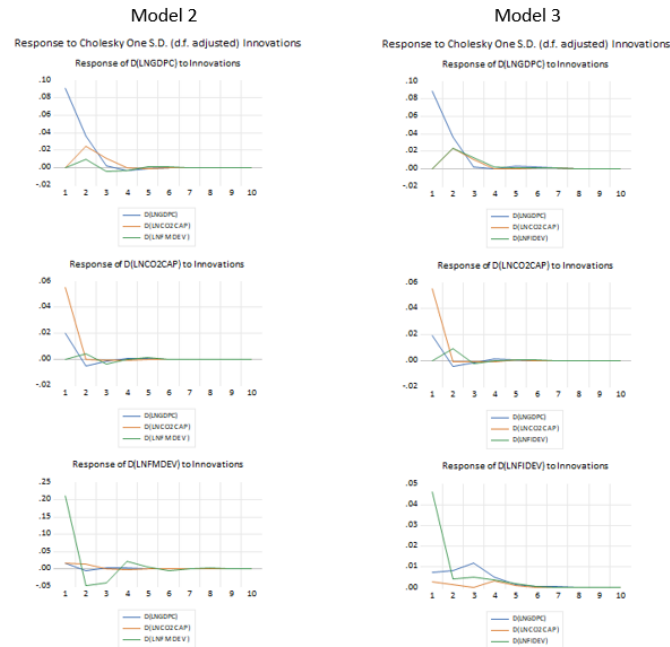 Model 2
Response to Cholesky One S.D. (d.f. adjusted) Innovations
Response of D(LNGDPC) to Innovations
.10
.08
.06
.04
.02
.00
-.02
1 2 3 4 5 6 7 8 9 10
D(LNGDPC)
D(LNCO2CAP)
D(LNFMDEV)
Response of D(LNCO2CAP) to Innovations
.06
.04
.02
.00
-.02
1 2 3 4 5 6 7 8 9 10
D(LNGDPC)
D(LNCO2CAP)
D(LNFMDEV)
Response of D(LNFMDEV) to Innovations
.25
.20
.15
.10
.05
.00
-.05
1 2 3 4 5 6 7 8 9 10
D(LNGDPC)
D(LNCO2CAP)
D(LNFMDEV)
Model 3
Response to Cholesky One S.D. (d.f. adjusted) Innovations
Response of D(LNGDPC) to Innovations
.10
.08
.06
.04
.02
.00
-.02
1 2 3 4 5 6 7 8 9 10
D(LNGDPC)
D(LNCO2CAP)
D(LNFIDEV)
Response of D(LNCO2CAP) to Innovations
.06
.04
.02
.00
-.02
1 2 3 4 5 6 7 8 9 10
D(LNGDPC)
D(LNCO2CAP)
D(LNFIDEV)
Response of D(LNFIDEV) to Innovations
.05
.04
.03
.02
.01
.00
1 2 3 4 5 6 7 8 9 10
D(LNGDPC)
D(LNCO2CAP)
D(LNFIDEV)